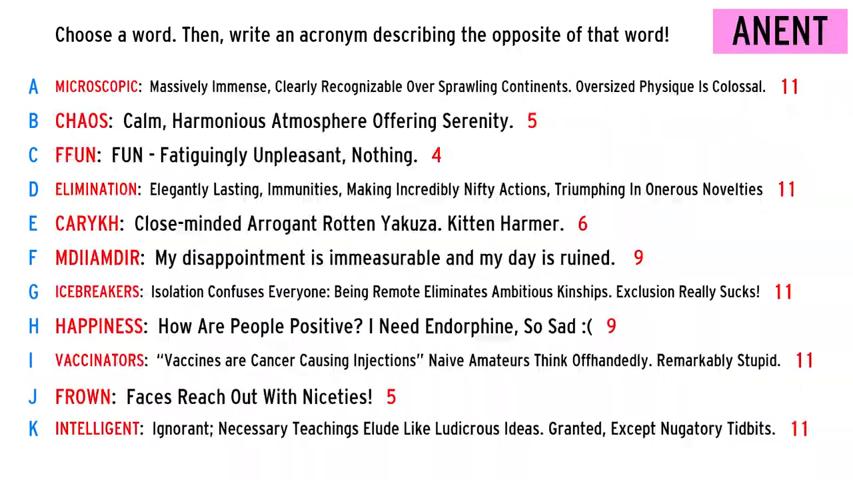 Choose a word. Then, write an acronym describing the opposite of that word!
ANENT
A MICROSCOPIC: Massively Immense, Clearly Recognizable Over Sprawling Continents. Oversized Physique Is Colossal. 11
B CHAOS: Calm, Harmonious Atmosphere Offering Serenity. 5
C FFUN: FUN - Fatiguingly Unpleasant, Nothing. 4
D ELIMINATION: Elegantly Lasting, Immunities, Making Incredibly Nifty Actions, Triumphing In Onerous Novelties 11
E CARYKH: Close-minded Arrogant Rotten Yakuza. Kitten Harmer. 6
F MDIIAMDIR: My disappointment is immeasurable and my day is ruined. 9
G ICEBREAKERS: Isolation Confuses Everyone: Being Remote Eliminates Ambitious Kinships. Exclusion Really Sucks! 11
H HAPPINESS: How Are People Positive? I Need Endorphine, So Sad :( 9
I VACCINATORS: “Vaccines are Cancer Causing Injections” Naive Amateurs Think Offhandedly. Remarkably Stupid. 11
J FROWN: Faces Reach Out With Niceties! 5
K INTELLIGENT: Ignorant; Necessary Teachings Elude Like Ludicrous Ideas. Granted, Except Nugatory Tidbits. 11